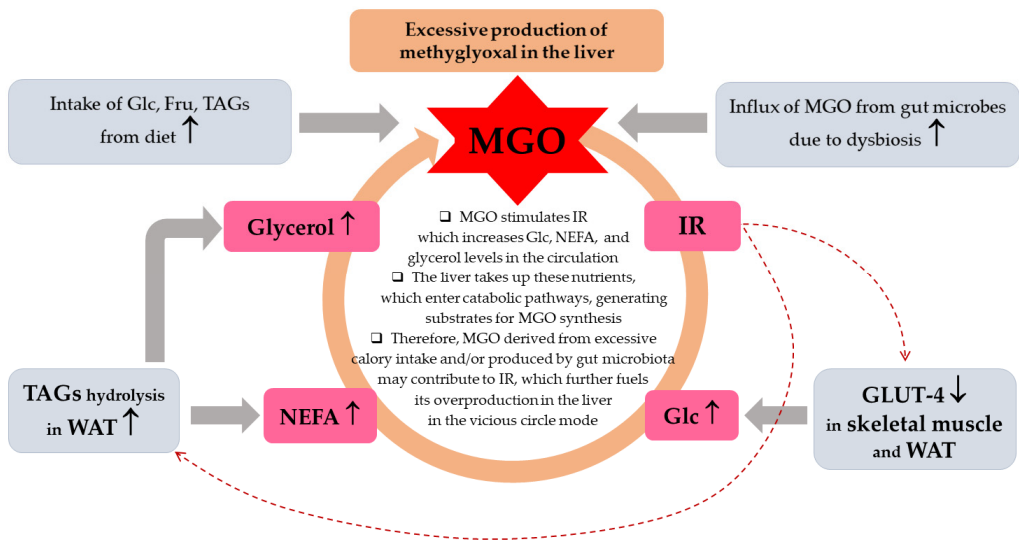 Excessive production of
methyglyoxal in the liver
Intake of Glc, Fru, TAGs
from diet ↑
MGO
Influx of MGO from gut microbes
due to dysbiosis ↑
Glycerol ↑
IR
❑ MGO stimulates IR
which increases Glc, NEFA, and
glycerol levels in the circulation
❑ The liver takes up these nutrients,
which enter catabolic pathways, generating
substrates for MGO synthesis
❑ Therefore, MGO derived from excessive
calory intake and/or produced by gut microbiota
may contribute to IR, which further fuels
its overproduction in the liver
in the vicious circle mode
TAGs hydrolysis
in WAT ↑
NEFA ↑
Glc ↑
GLUT-4 ↓
in skeletal muscle
and WAT